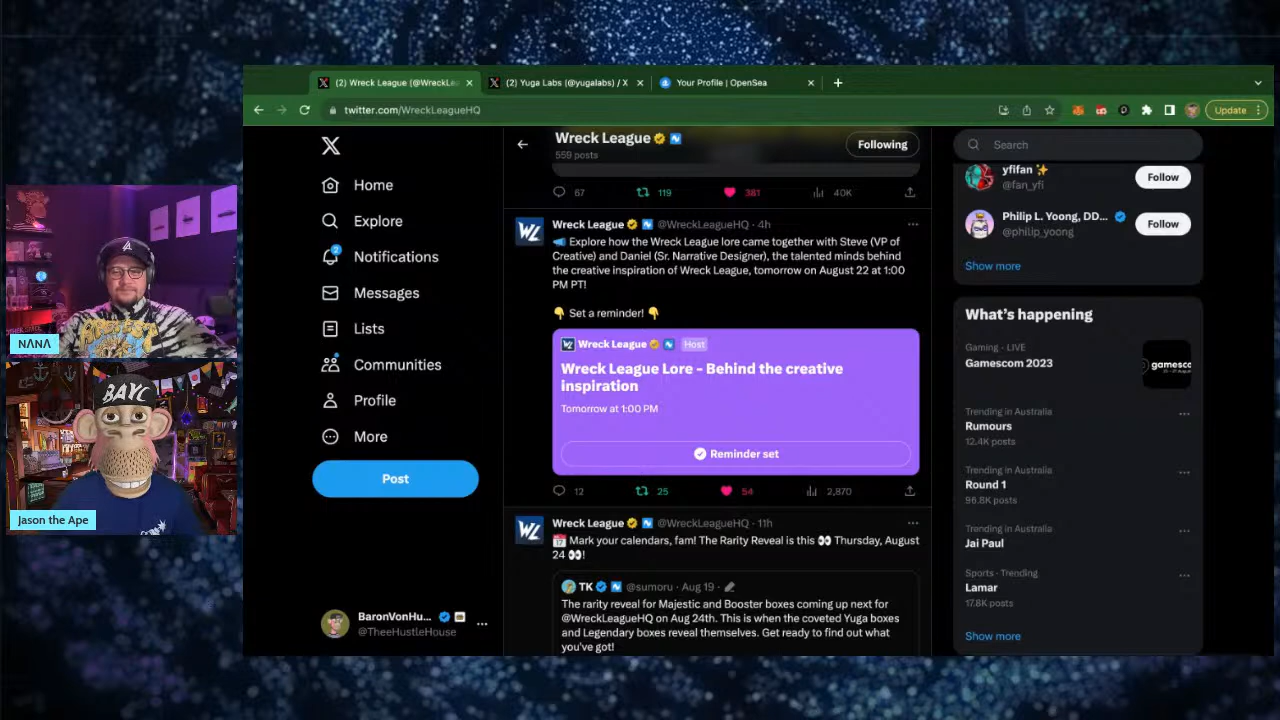 (2) Wreck League (@WreckLea
(2) Yuga Labs (@yugalabs) / X
Your Profile | OpenSea
twitter.com/WreckLeagueHQ
Update
Home
Explore
2
Notifications
Messages
Lists
Communities
Profile
More
Post
BaronVonHu...
@TheeHustleHouse
Wreck League
559 posts
Following
67
119
381
40K
WL
Wreck League @WreckLeagueHQ · 4h
📣 Explore how the Wreck League lore came together with Steve (VP of
Creative) and Daniel (Sr. Narrative Designer), the talented minds behind
the creative inspiration of Wreck League, tomorrow on August 22 at 1:00
PM PT!
👇 Set a reminder! 👇
Wreck League Host
Wreck League Lore - Behind the creative
inspiration
Tomorrow at 1:00 PM
Reminder set
12
25
54
2,870
WL
Wreck League @WreckLeagueHQ · 11h
📅 Mark your calendars, fam! The Rarity Reveal is this 👀 Thursday, August
24 👀!
TK @sumoru · Aug 19 ·
The rarity reveal for Majestic and Booster boxes coming up next for
@WreckLeagueHQ on Aug 24th. This is when the coveted Yuga boxes
and Legendary boxes reveal themselves. Get ready to find out what
you've got!
Search
yfifan ✨
@fan_yfi
Follow
Philip L. Yoong, DD...
@philip_yoong
Follow
Show more
What's happening
Gaming · LIVE
Gamescom 2023
gamesc
Trending in Australia
Rumours
12.4K posts
Trending in Australia
Round 1
96.8K posts
Trending in Australia
Jai Paul
Sports · Trending
Lamar
17.8K posts
Show more
NΛNΛ
BAYC
Jason the Ape